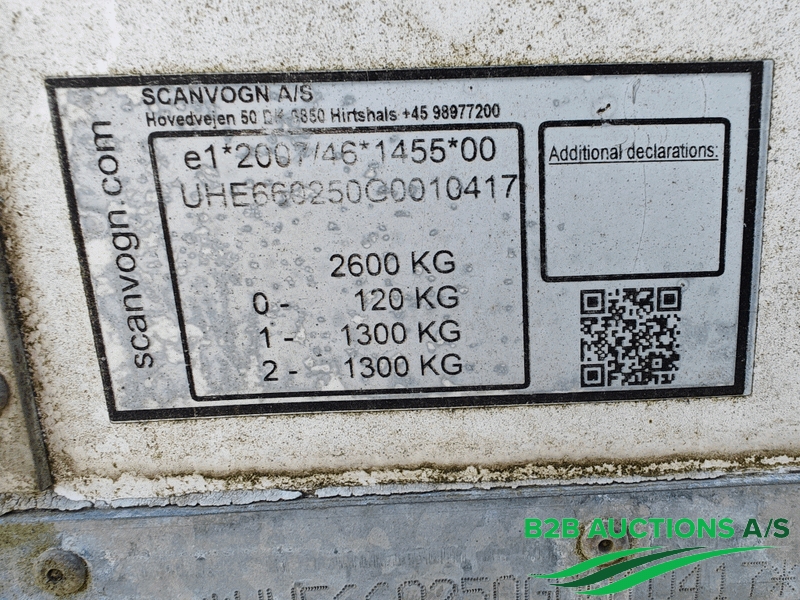 scanvogn.com
SCANVOGN A/S
Hovedvejen 50 DK 9850 Hirtshals +45 98977200
e1*2007/46*1455*00
UHE660250G0010417
2600 KG
0 - 120 KG
1 - 1300 KG
2 - 1300 KG
Additional declarations:
B2B AUCTIONS A/S